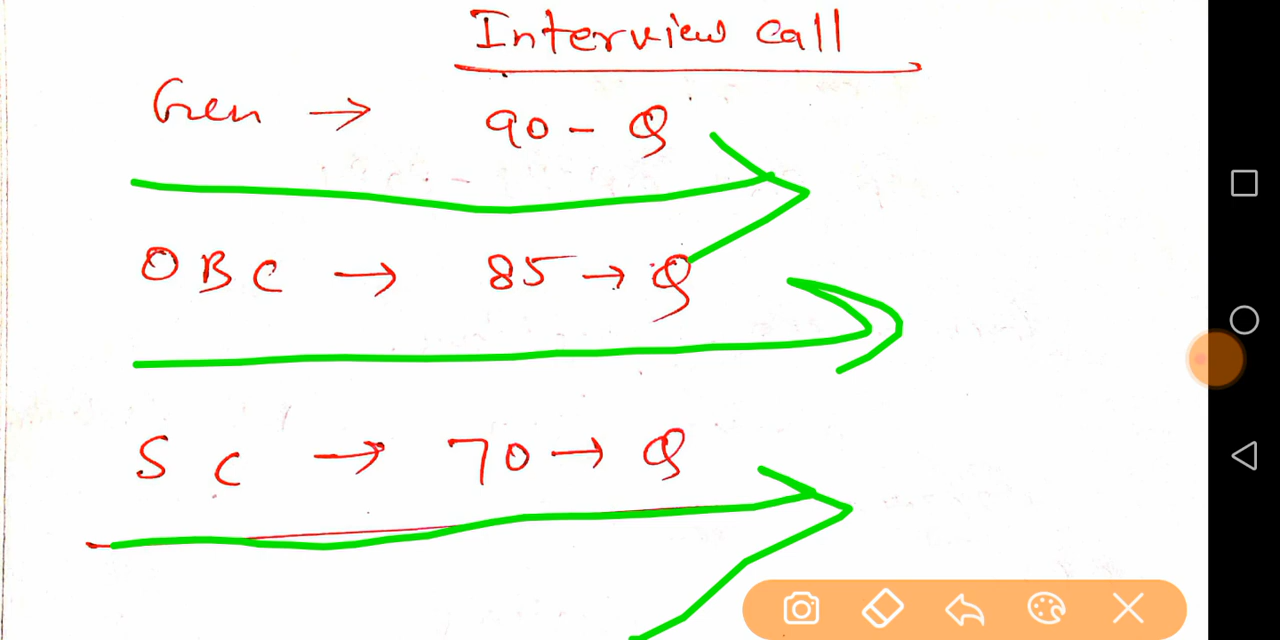 Interview call
Gen → 90 - Q
OBC → 85 → Q
SC → 70 → Q